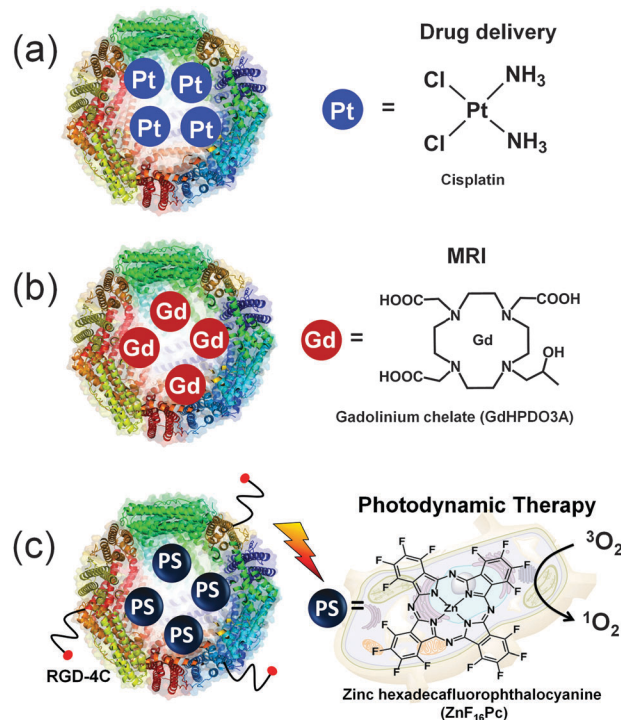 (a)
Pt Pt
Pt Pt
Drug delivery
Pt =
Cl NH₃
Pt
Cl NH₃
Cisplatin
(b)
Gd
Gd Gd
Gd
MRI
Gd =
HOOC COOH
N N
Gd
OH
N N
HOOC
Gadolinium chelate (GdHPDO3A)
(c)
PS
PS PS
PS
RGD-4C
Photodynamic Therapy
PS =
F F
F F F F
F F
N N N
N Zn N
N N N
F F
F F F F
F F
³O₂
¹O₂
Zinc hexadecafluorophthalocyanine
(ZnF₁₆Pc)